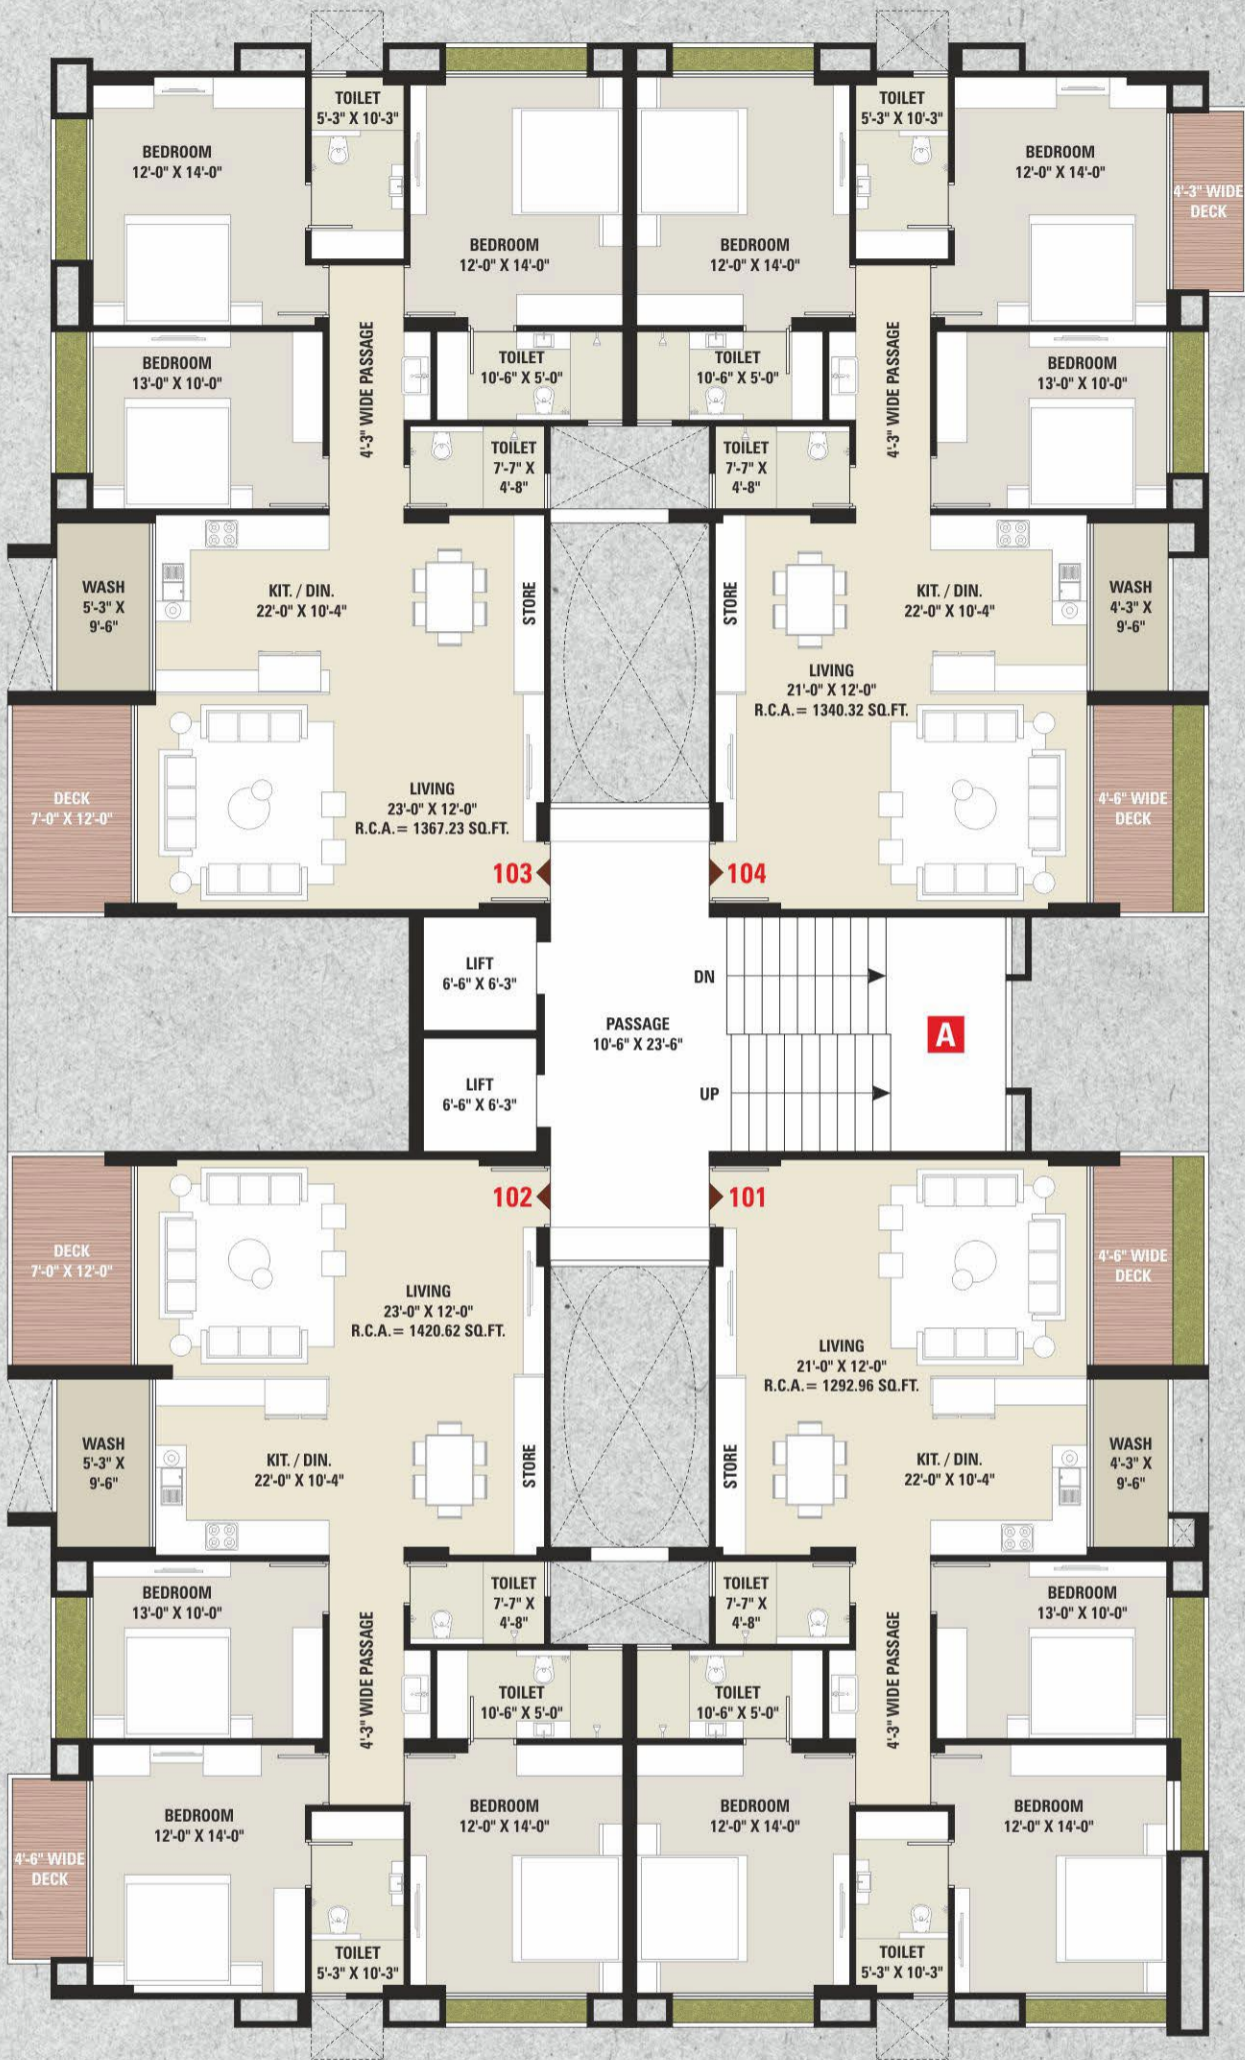 TOILET
5'-3" X 10'-3"
TOILET
5'-3" X 10'-3"
BEDROOM
12'-0" X 14'-0"
BEDROOM
12'-0" X 14'-0"
4'-3" WIDE
DECK
BEDROOM
12'-0" X 14'-0"
BEDROOM
12'-0" X 14'-0"
BEDROOM
13'-0" X 10'-0"
4'-3" WIDE PASSAGE
TOILET
10'-6" X 5'-0"
TOILET
10'-6" X 5'-0"
4'-3" WIDE PASSAGE
BEDROOM
13'-0" X 10'-0"
TOILET
7'-7" X
4'-8"
TOILET
7'-7" X
4'-8"
WASH
5'-3" X
9'-6"
KIT. / DIN.
22'-0" X 10'-4"
STORE
STORE
KIT. / DIN.
22'-0" X 10'-4"
WASH
4'-3" X
9'-6"
LIVING
21'-0" X 12'-0"
R.C.A. = 1340.32 SQ.FT.
DECK
7'-0" X 12'-0"
LIVING
23'-0" X 12'-0"
R.C.A. = 1367.23 SQ.FT.
4'-6" WIDE
DECK
103
104
LIFT
6'-6" X 6'-3"
DN
PASSAGE
10'-6" X 23'-6"
A
LIFT
6'-6" X 6'-3"
UP
102
101
DECK
7'-0" X 12'-0"
LIVING
23'-0" X 12'-0"
R.C.A. = 1420.62 SQ.FT.
4'-6" WIDE
DECK
LIVING
21'-0" X 12'-0"
R.C.A. = 1292.96 SQ.FT.
WASH
5'-3" X
9'-6"
KIT. / DIN.
22'-0" X 10'-4"
STORE
STORE
KIT. / DIN.
22'-0" X 10'-4"
WASH
4'-3" X
9'-6"
BEDROOM
13'-0" X 10'-0"
4'-3" WIDE PASSAGE
TOILET
7'-7" X
4'-8"
TOILET
7'-7" X
4'-8"
4'-3" WIDE PASSAGE
BEDROOM
13'-0" X 10'-0"
TOILET
10'-6" X 5'-0"
TOILET
10'-6" X 5'-0"
BEDROOM
12'-0" X 14'-0"
BEDROOM
12'-0" X 14'-0"
BEDROOM
12'-0" X 14'-0"
BEDROOM
12'-0" X 14'-0"
4'-6" WIDE
DECK
TOILET
5'-3" X 10'-3"
TOILET
5'-3" X 10'-3"